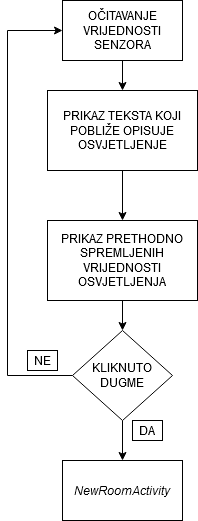 OČITAVANJE
VRIJEDNOSTI
SENZORA
PRIKAZ TEKSTA KOJI
POBLIŽE OPISUJE
OSVJETLJENJE
PRIKAZ PRETHODNO
SPREMLJENIH
VRIJEDNOSTI
OSVJETLJENJA
NE
KLIKNUTO
DUGME
DA
NewRoomActivity